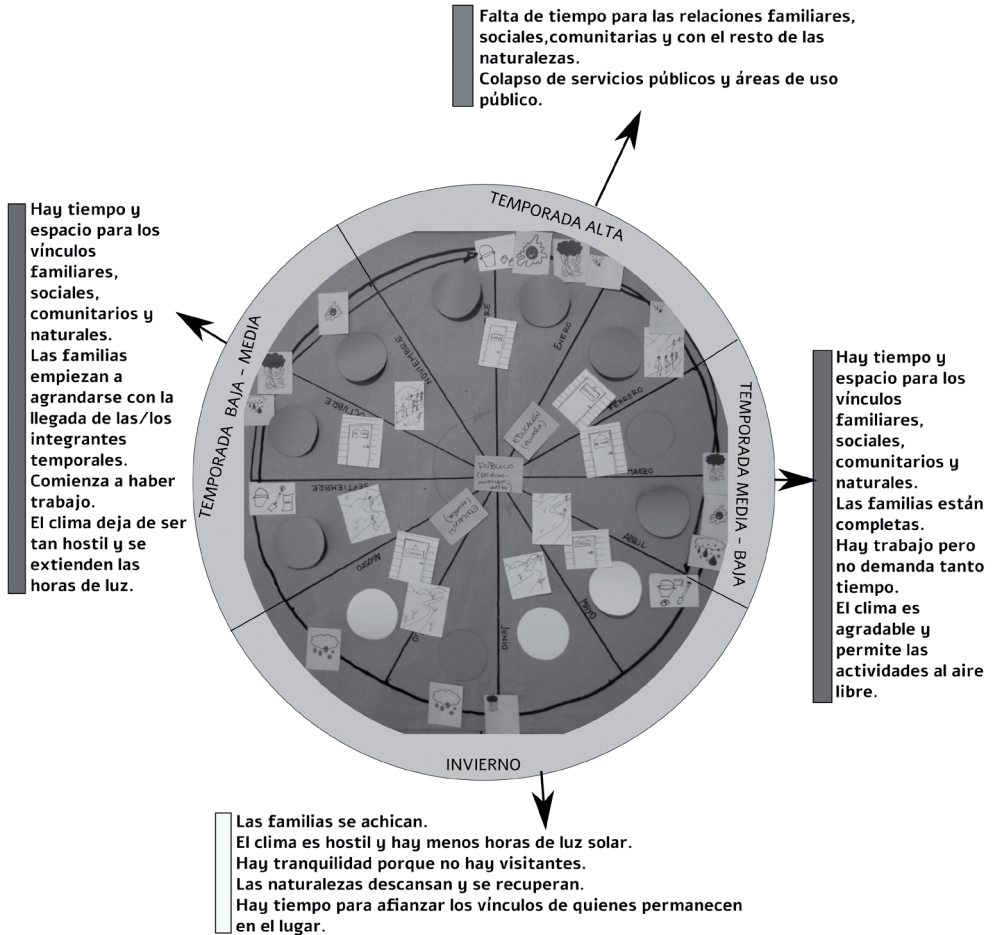 Falta de tiempo para las relaciones familiares,
sociales,comunitarias y con el resto de las
naturalezas.
Colapso de servicios públicos y áreas de uso
público.
Hay tiempo y
espacio para los
vínculos
familiares,
sociales,
comunitarios y
naturales.
Las familias
empiezan a
agrandarse con la
llegada de las/los
integrantes
temporales.
Comienza a haber
trabajo.
El clima deja de ser
tan hostil y se
extienden las
horas de luz.
TEMPORADA ALTA
TEMPORADA BAJA - MEDIA
TEMPORADA MEDIA - BAJA
INVIERNO
ENERO
FEBRERO
MARZO
ABRIL
MAYO
JUNIO
AGOSTO
SEPTIEMBRE
OCTUBRE
NOVIEMBRE
EDUCACIÓN
(escuela)
PÚBLICO
Hay tiempo y
espacio para los
vínculos
familiares,
sociales,
comunitarios y
naturales.
Las familias están
completas.
Hay trabajo pero
no demanda tanto
tiempo.
El clima es
agradable y
permite las
actividades al aire
libre.
Las familias se achican.
El clima es hostil y hay menos horas de luz solar.
Hay tranquilidad porque no hay visitantes.
Las naturalezas descansan y se recuperan.
Hay tiempo para afianzar los vínculos de quienes permanecen
en el lugar.